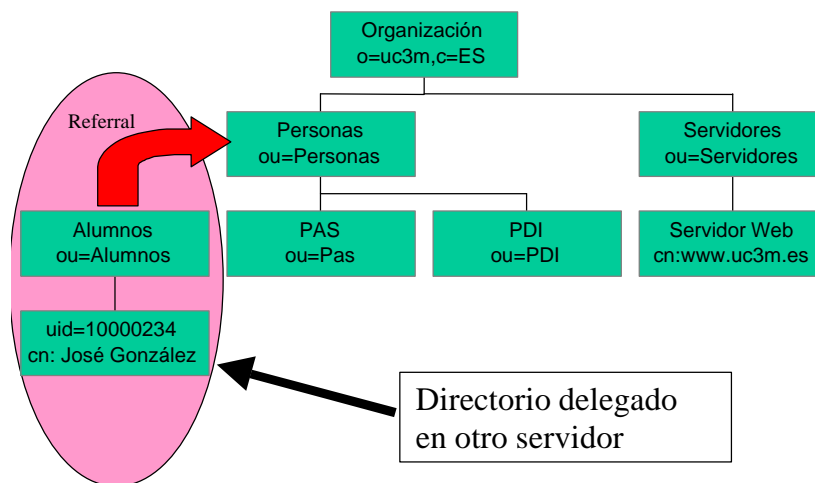 Organización
o=uc3m,c=ES
Referral
Personas
ou=Personas
Servidores
ou=Servidores
Alumnos
ou=Alumnos
PAS
ou=Pas
PDI
ou=PDI
Servidor Web
cn:www.uc3m.es
uid=10000234
cn: José González
Directorio delegado
en otro servidor